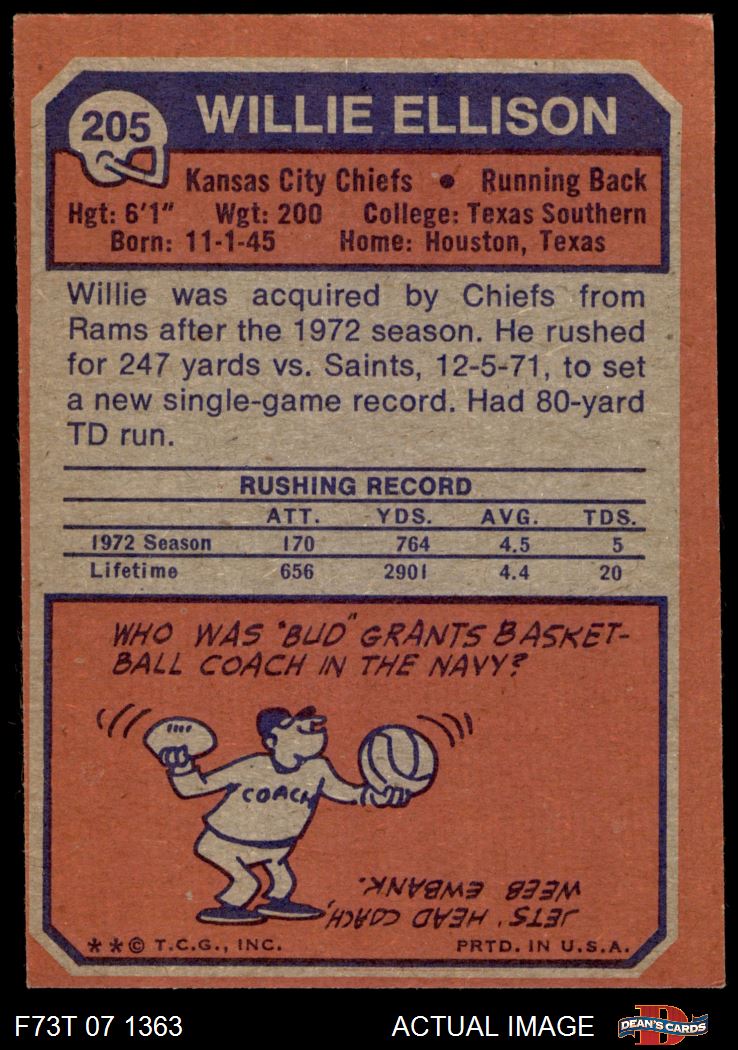 205
WILLIE ELLISON
Kansas City Chiefs • Running Back
Hgt: 6'1" Wgt: 200 College: Texas Southern
Born: 11-1-45 Home: Houston, Texas
Willie was acquired by Chiefs from
Rams after the 1972 season. He rushed
for 247 yards vs. Saints, 12-5-71, to set
a new single-game record. Had 80-yard
TD run.
RUSHING RECORD
ATT. YDS. AVG. TDS.
1972 Season 170 764 4.5 5
Lifetime 656 2901 4.4 20
WHO WAS "BUD" GRANTS BASKET-
BALL COACH IN THE NAVY?
COACH
JETS' HEAD COACH,
WEEB EWBANK.
**© T.C.G., INC. PRTD. IN U.S.A.
F73T 07 1363 ACTUAL IMAGE D DEAN'S CARDS